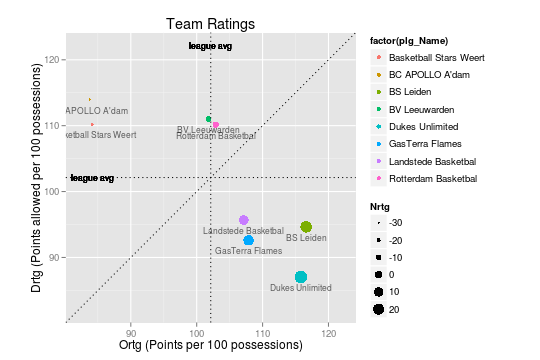 Team Ratings
Drtg (Points allowed per 100 possessions)
120
110
100
90
league avg
APOLLO A'dam
ketball Stars Weert
BV Leeuwarden
Rotterdam Basketbal
league avg
Landstede Basketbal
BS Leiden
GasTerra Flames
Dukes Unlimited
90
100
110
120
Ortg (Points per 100 possessions)
factor(plg_Name)
Basketball Stars Weert
BC APOLLO A'dam
BS Leiden
BV Leeuwarden
Dukes Unlimited
GasTerra Flames
Landstede Basketbal
Rotterdam Basketbal
Nrtg
-30
-20
-10
0
10
20